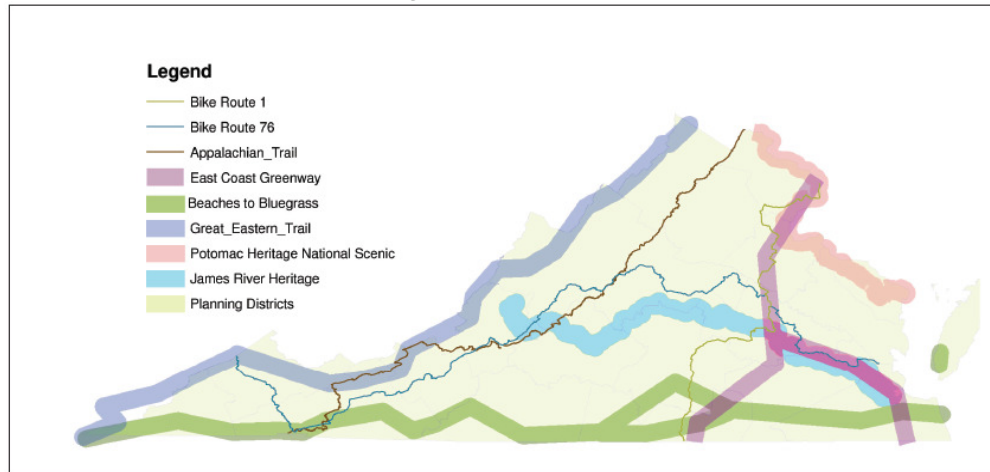 Legend
Bike Route 1
Bike Route 76
Appalachian_Trail
East Coast Greenway
Beaches to Bluegrass
Great_Eastern_Trail
Potomac Heritage National Scenic
James River Heritage
Planning Districts